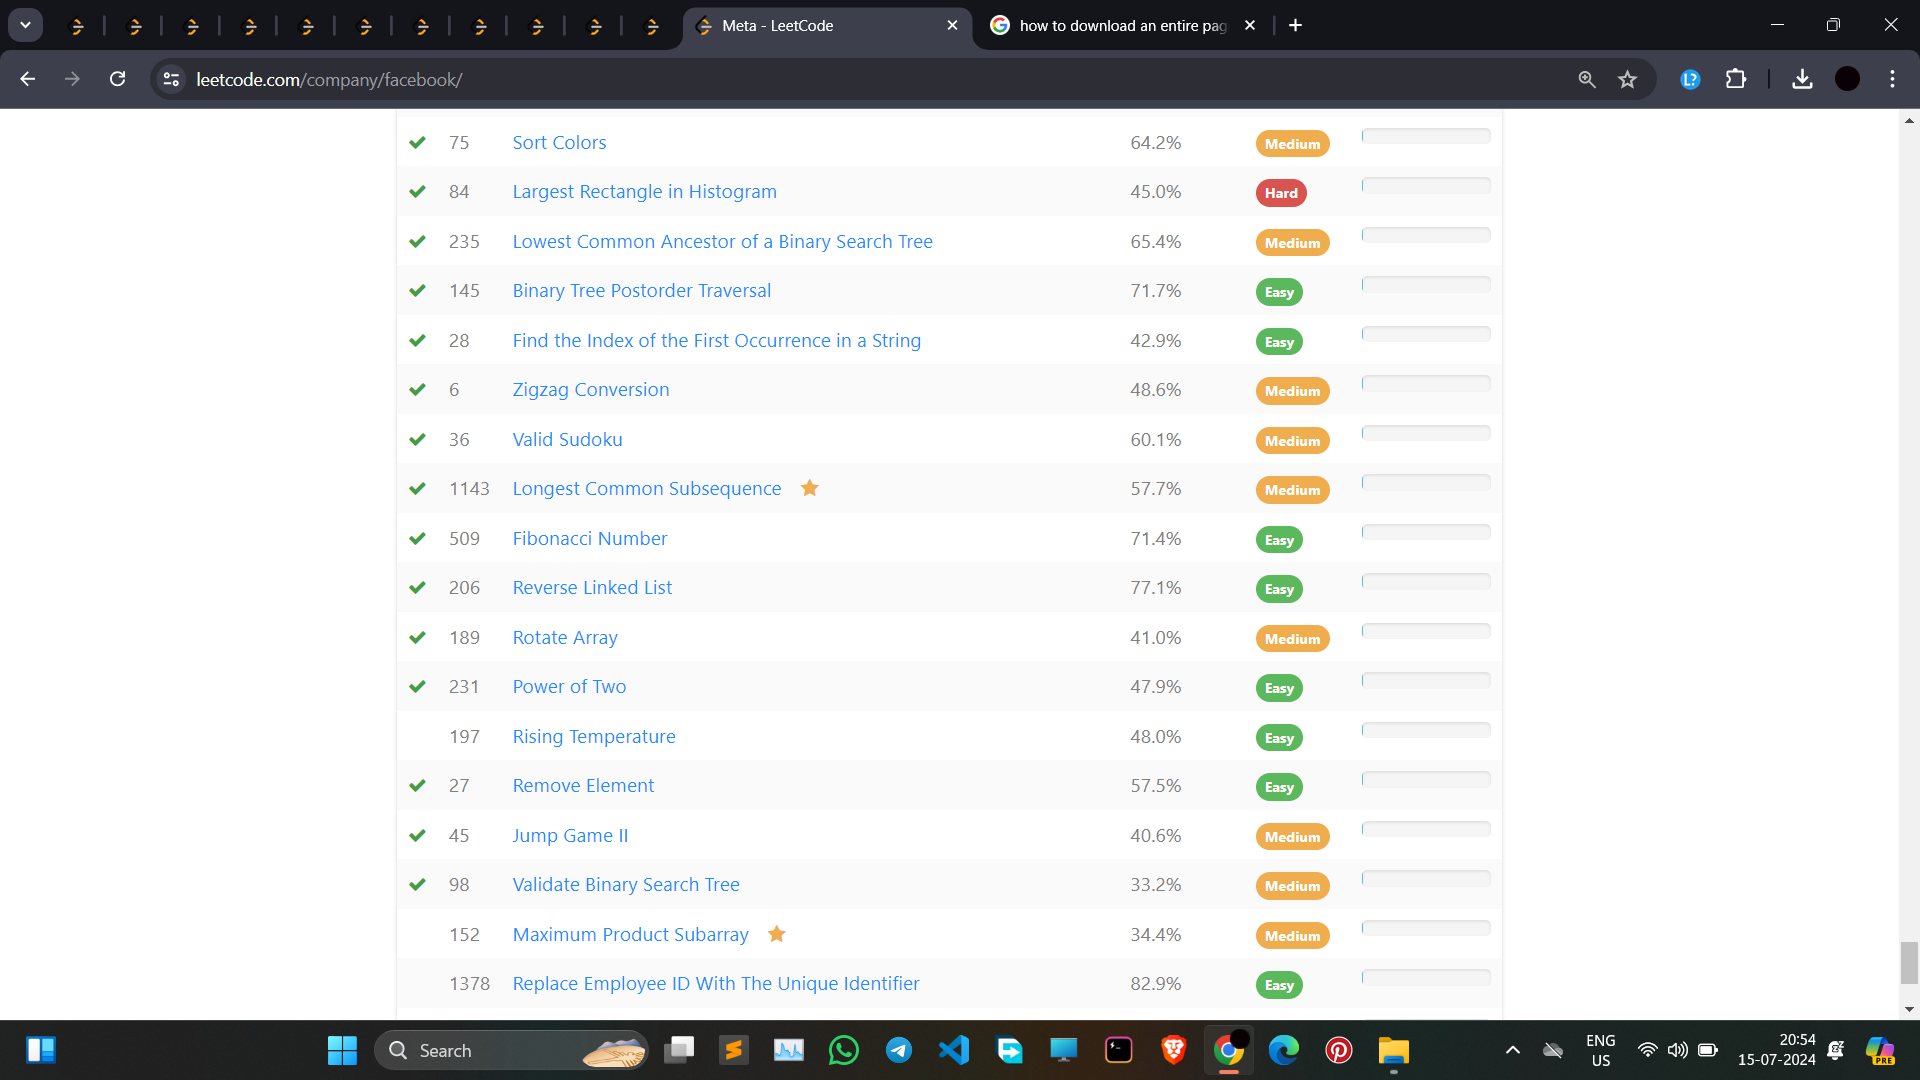 Meta - LeetCode
how to download an entire pag
leetcode.com/company/facebook/
L?
75 Sort Colors 64.2% Medium
84 Largest Rectangle in Histogram 45.0% Hard
235 Lowest Common Ancestor of a Binary Search Tree 65.4% Medium
145 Binary Tree Postorder Traversal 71.7% Easy
28 Find the Index of the First Occurrence in a String 42.9% Easy
6 Zigzag Conversion 48.6% Medium
36 Valid Sudoku 60.1% Medium
1143 Longest Common Subsequence 57.7% Medium
509 Fibonacci Number 71.4% Easy
206 Reverse Linked List 77.1% Easy
189 Rotate Array 41.0% Medium
231 Power of Two 47.9% Easy
197 Rising Temperature 48.0% Easy
27 Remove Element 57.5% Easy
45 Jump Game II 40.6% Medium
98 Validate Binary Search Tree 33.2% Medium
152 Maximum Product Subarray 34.4% Medium
1378 Replace Employee ID With The Unique Identifier 82.9% Easy
Search
ENG
US
20:54
15-07-2024
PRE